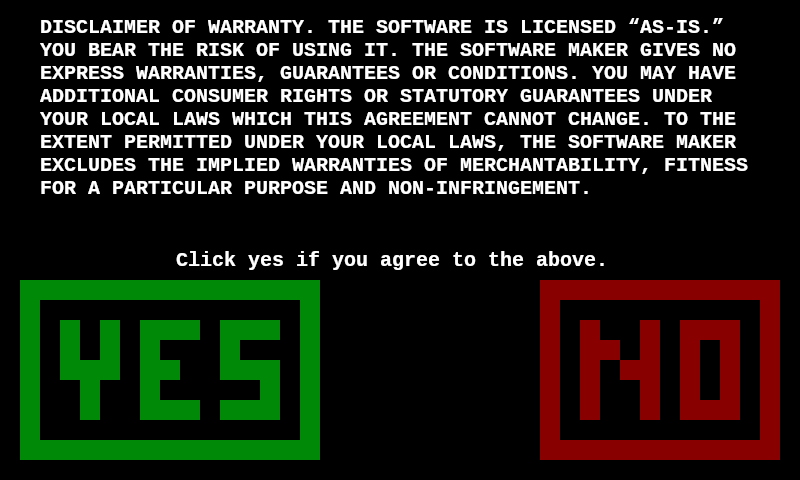 DISCLAIMER OF WARRANTY. THE SOFTWARE IS LICENSED “AS-IS.”
YOU BEAR THE RISK OF USING IT. THE SOFTWARE MAKER GIVES NO
EXPRESS WARRANTIES, GUARANTEES OR CONDITIONS. YOU MAY HAVE
ADDITIONAL CONSUMER RIGHTS OR STATUTORY GUARANTEES UNDER
YOUR LOCAL LAWS WHICH THIS AGREEMENT CANNOT CHANGE. TO THE
EXTENT PERMITTED UNDER YOUR LOCAL LAWS, THE SOFTWARE MAKER
EXCLUDES THE IMPLIED WARRANTIES OF MERCHANTABILITY, FITNESS
FOR A PARTICULAR PURPOSE AND NON-INFRINGEMENT.
Click yes if you agree to the above.
YES NO